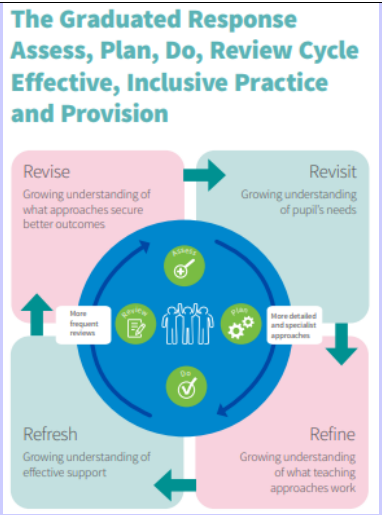 The Graduated Response
Assess, Plan, Do, Review Cycle
Effective, Inclusive Practice
and Provision
Revise
Growing understanding of
what approaches secure
better outcomes
Revisit
Growing understanding
of pupil's needs
Assess
More
frequent
reviews
Review
Plan
More detailed
and specialist
approaches
Do
Refresh
Growing understanding of
effective support
Refine
Growing understanding
of what teaching
approaches work